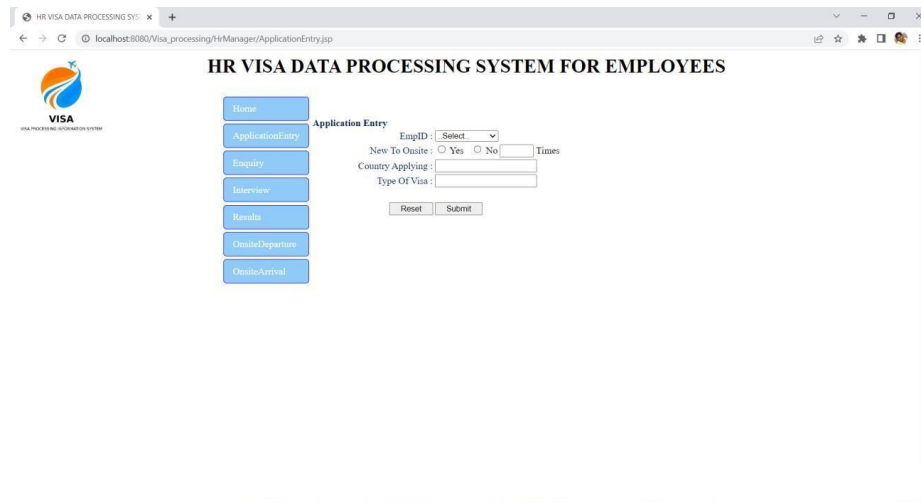 HR VISA DATA PROCESSING SYST
localhost:8080/Visa_processing/HrManager/ApplicationEntry.jsp
HR VISA DATA PROCESSING SYSTEM FOR EMPLOYEES
VISA
VISA PROCESSING INFORMATION SYSTEM
Home
ApplicationEntry
Enquiry
Interview
Results
OnsiteDeparture
OnsiteArrival
Application Entry
EmpID : ..Select..
New To Onsite : Yes No Times
Country Applying :
Type Of Visa :
Reset Submit